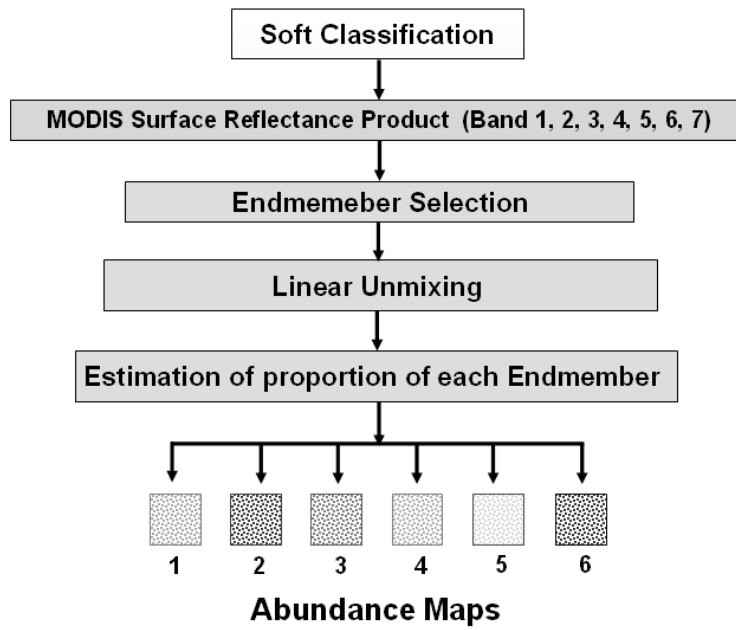 Soft Classification
MODIS Surface Reflectance Product (Band 1, 2, 3, 4, 5, 6, 7)
Endmemeber Selection
Linear Unmixing
Estimation of proportion of each Endmember
1 2 3 4 5 6
Abundance Maps